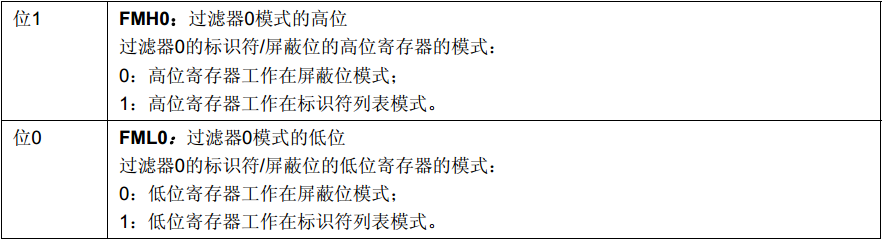 位1
FMH0：过滤器0模式的高位
过滤器0的标识符/屏蔽位的高位寄存器的模式：
0：高位寄存器工作在屏蔽位模式；
1：高位寄存器工作在标识符列表模式。
位0
FML0：过滤器0模式的低位
过滤器0的标识符/屏蔽位的低位寄存器的模式：
0：低位寄存器工作在屏蔽位模式；
1：低位寄存器工作在标识符列表模式。